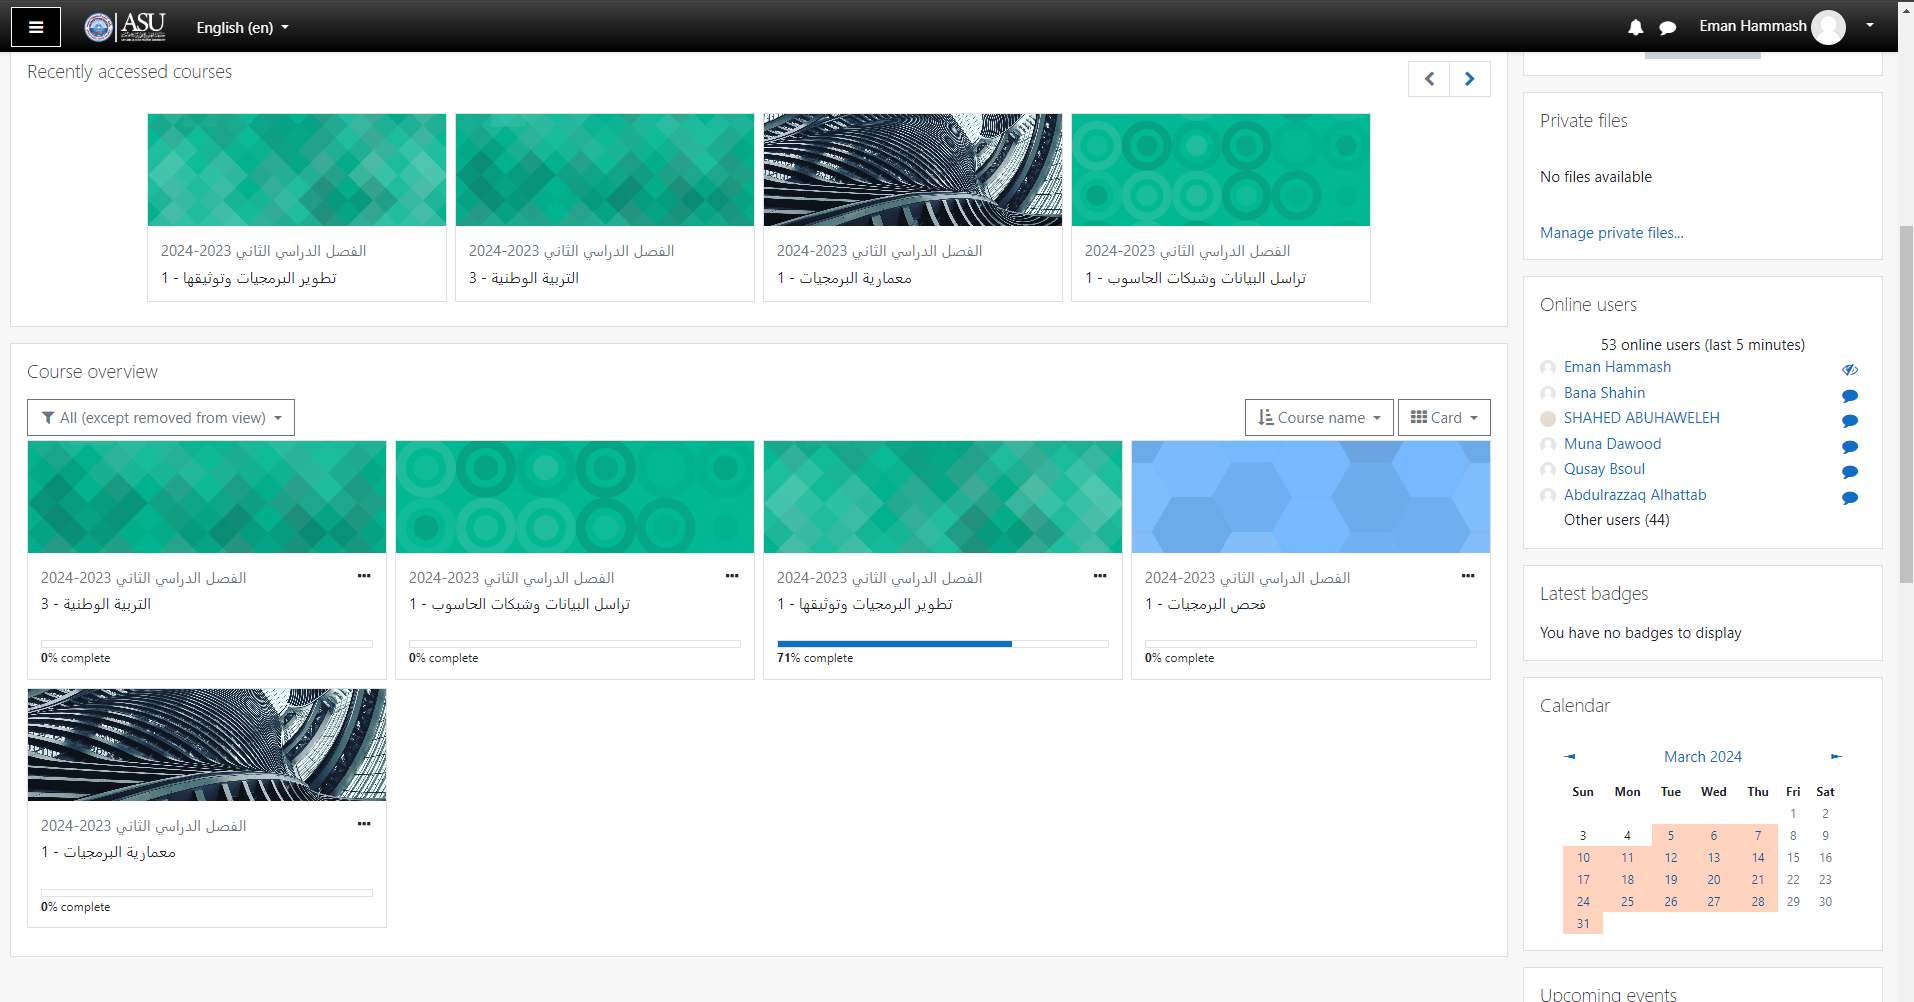 ASU
English (en)
Eman Hammash
Recently accessed courses
الفصل الدراسي الثاني 2023-2024
تطوير البرمجيات وتوثيقها - 1
الفصل الدراسي الثاني 2023-2024
التربية الوطنية - 3
الفصل الدراسي الثاني 2023-2024
معمارية البرمجيات - 1
الفصل الدراسي الثاني 2023-2024
تراسل البيانات وشبكات الحاسوب - 1
Course overview
All (except removed from view)
Course name
Card
الفصل الدراسي الثاني 2023-2024
التربية الوطنية - 3
0% complete
الفصل الدراسي الثاني 2023-2024
تراسل البيانات وشبكات الحاسوب - 1
0% complete
الفصل الدراسي الثاني 2023-2024
تطوير البرمجيات وتوثيقها - 1
71% complete
الفصل الدراسي الثاني 2023-2024
فحص البرمجيات - 1
0% complete
الفصل الدراسي الثاني 2023-2024
معمارية البرمجيات - 1
0% complete
Private files
No files available
Manage private files...
Online users
53 online users (last 5 minutes)
Eman Hammash
Bana Shahin
SHAHED ABUHAWELEH
Muna Dawood
Qusay Bsoul
Abdulrazzaq Alhattab
Other users (44)
Latest badges
You have no badges to display
Calendar
March 2024
Sun Mon Tue Wed Thu Fri Sat
1 2
3 4 5 6 7 8 9
10 11 12 13 14 15 16
17 18 19 20 21 22 23
24 25 26 27 28 29 30
31
Upcoming events